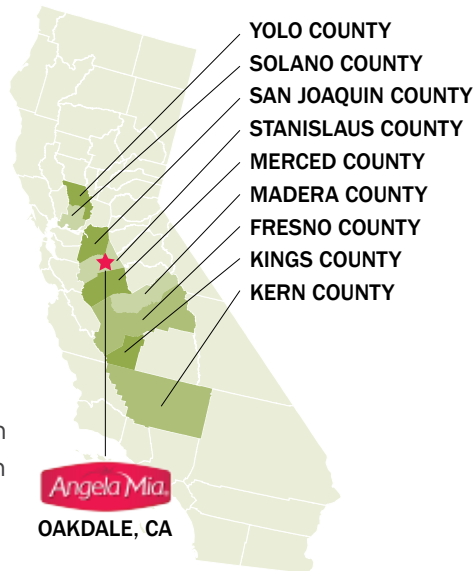 YOLO COUNTY
SOLANO COUNTY
SAN JOAQUIN COUNTY
STANISLAUS COUNTY
MERCED COUNTY
MADERA COUNTY
FRESNO COUNTY
KINGS COUNTY
KERN COUNTY
Angela Mia®
OAKDALE, CA